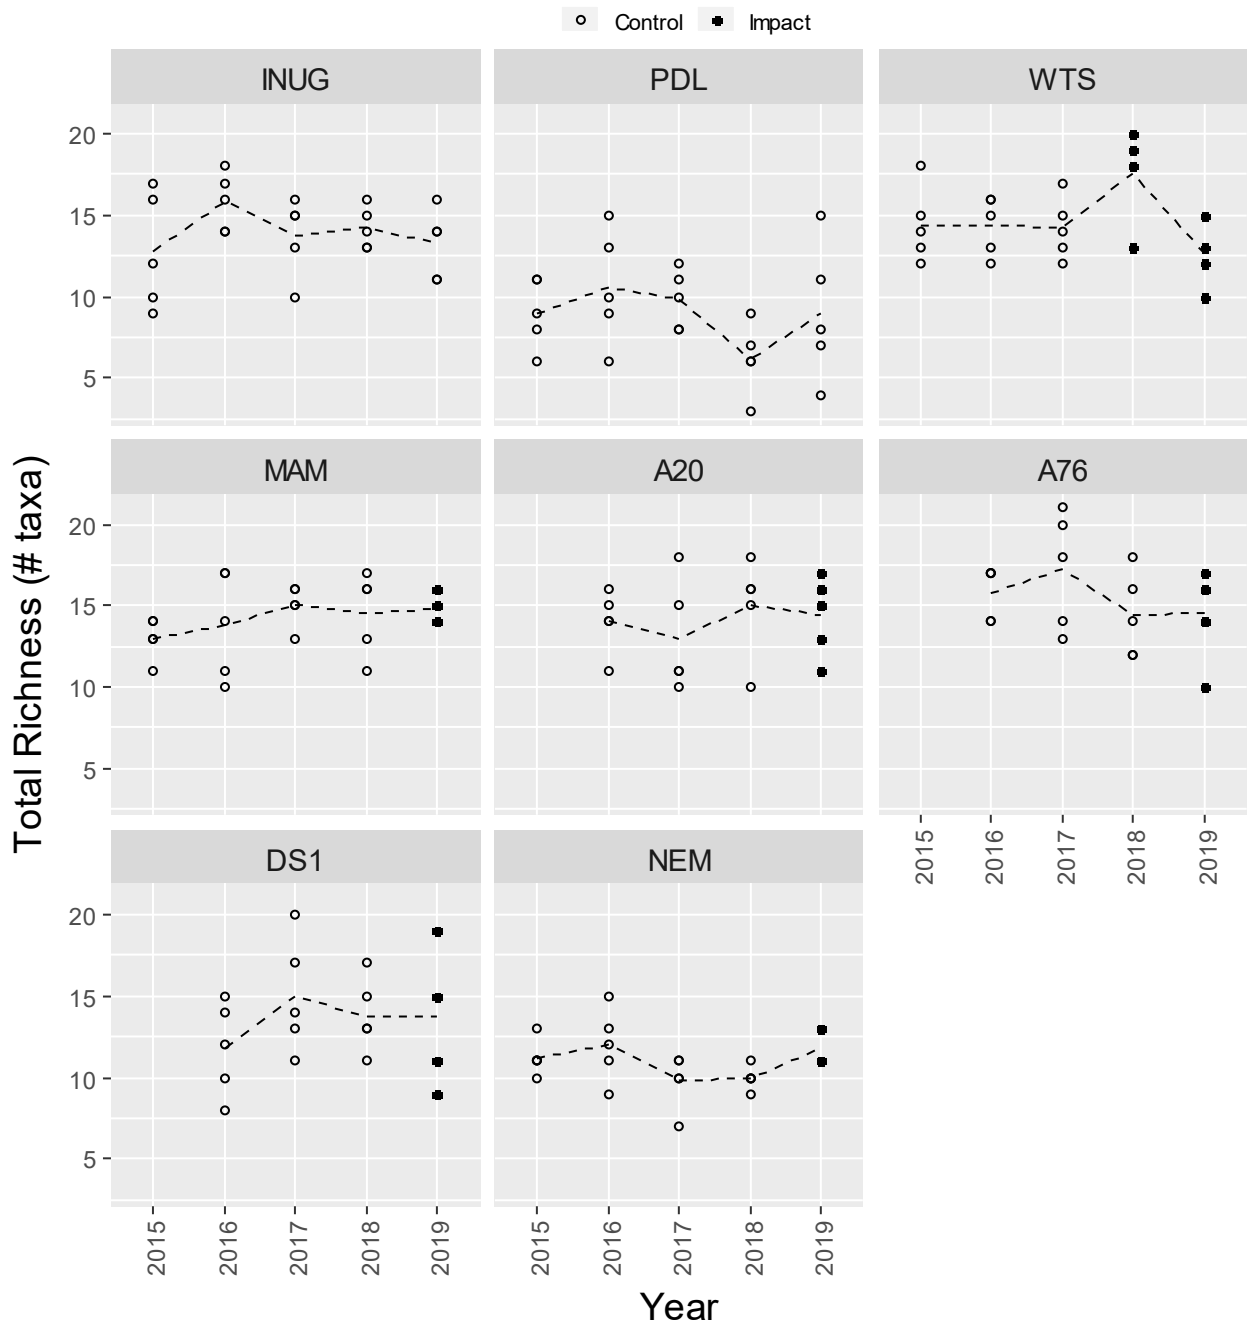 Control Impact
INUG PDL WTS
20
15
10
5
MAM A20 A76
20
15
10
5
2015 2016 2017 2018 2019
DS1 NEM
20
15
10
5
2015 2016 2017 2018 2019 2015 2016 2017 2018 2019
Total Richness (# taxa)
Year